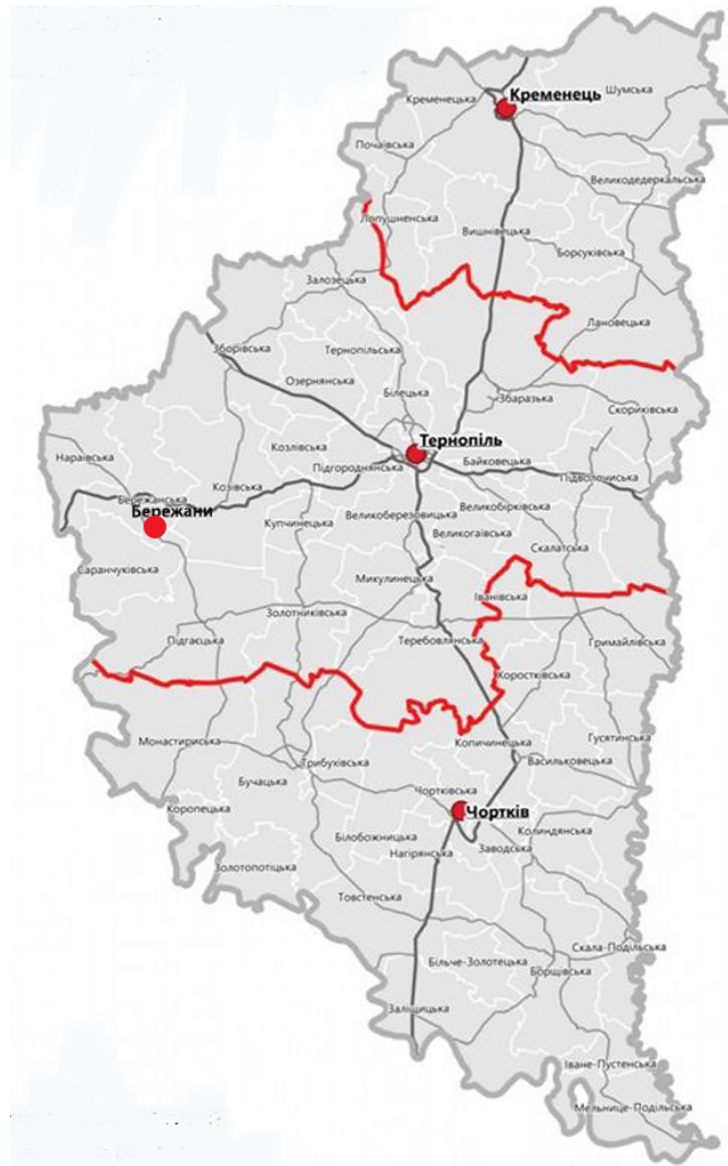 Кременець
Шумська
Кременецька
Почаївська
Великодедеркальська
Лопушненська
Вишнівецька
Борсуківська
Залозецька
Лановецька
Зборівська
Тернопільська
Озернянська
Білецька
Збаразька
Скориківська
Тернопіль
Козлівська
Нараївська
Підгороднянська
Байковецька
Підволочиська
Козівська
Бережанська
Бережани
Купчинецька
Великоберезовицька
Великобірківська
Великогаївська
Скалатська
Саранчуківська
Микулинецька
Іванівська
Золотниківська
Підгаєцька
Теребовлянська
Гримайлівська
Хоростківська
Монастириська
Копичинецька
Гусятинська
Трибухівська
Васильковецька
Бучацька
Чортківська
Коропецька
Чортків
Білобожницька
Колиндянська
Нагірянська
Заводська
Золотопотіцька
Товстенська
Скала-Подільська
Більче-Золотецька
Борщівська
Заліщицька
Іване-Пустенська
Мельнице-Подільська